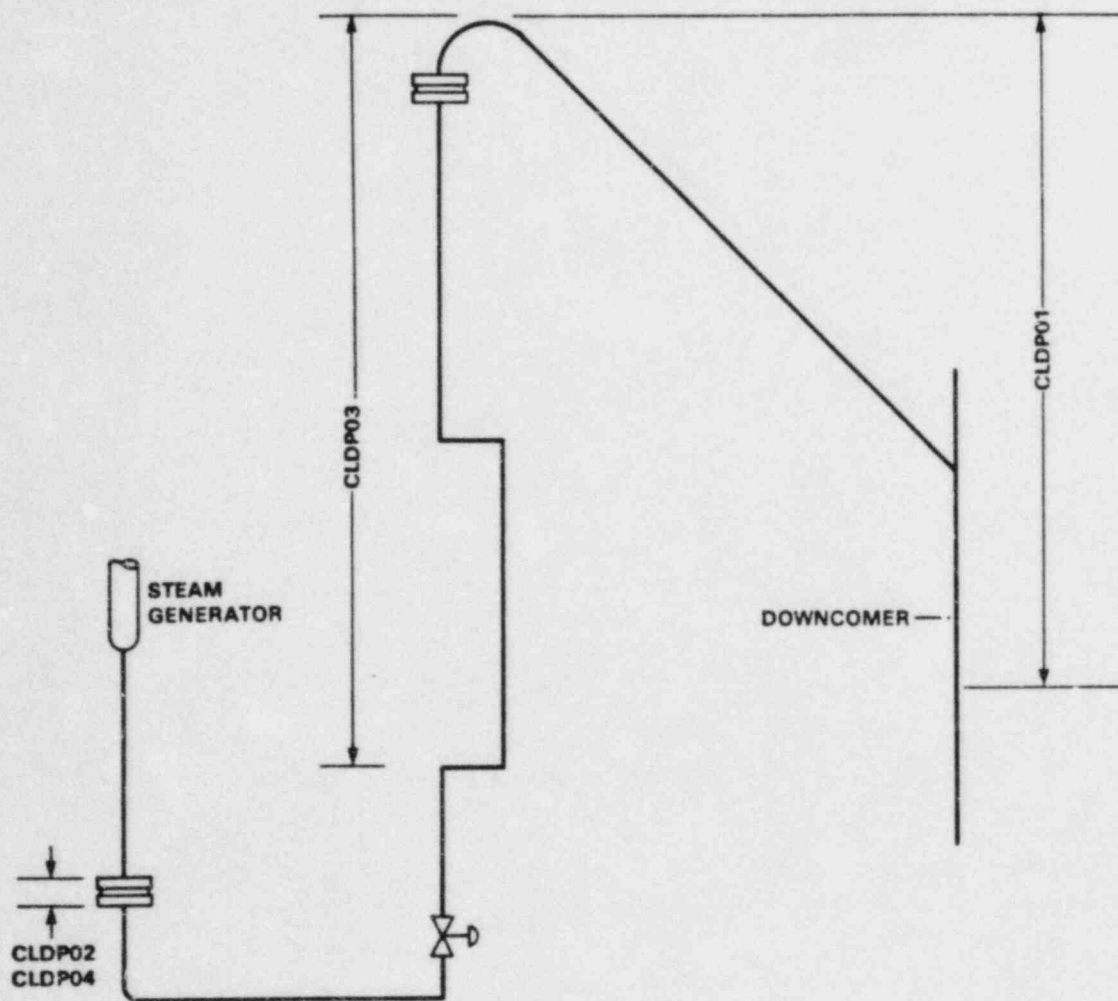 CLDP03
CLDP01
STEAM
GENERATOR
DOWNCOMER
CLDP02
CLDP04